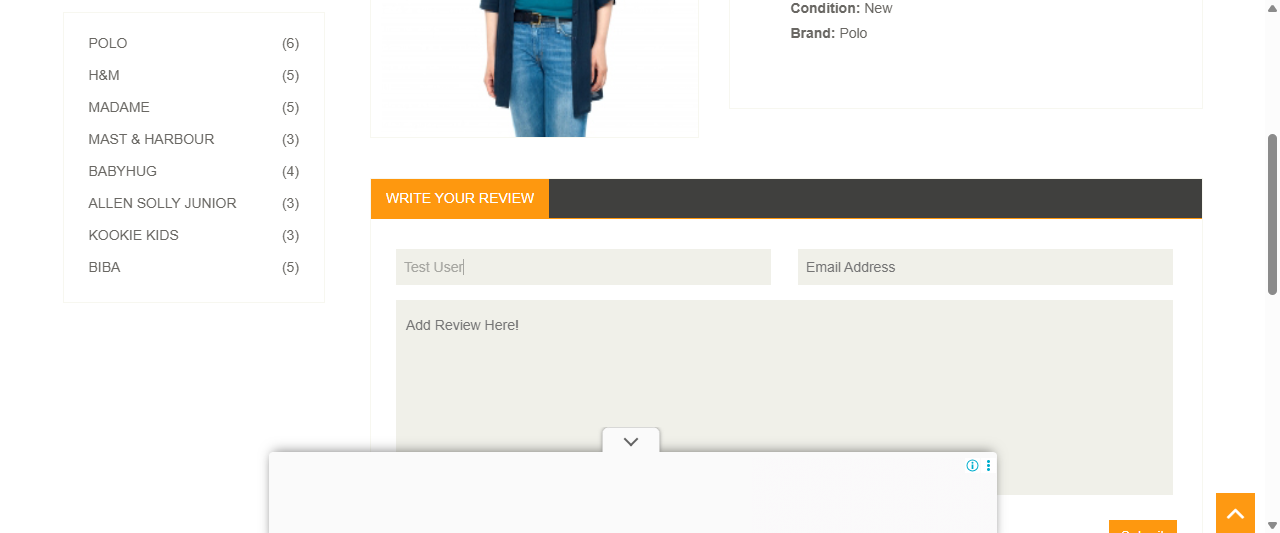 Condition: New
Brand: Polo
POLO (6)
H&M (5)
MADAME (5)
MAST & HARBOUR (3)
BABYHUG (4)
ALLEN SOLLY JUNIOR (3)
KOOKIE KIDS (3)
BIBA (5)
WRITE YOUR REVIEW
Test User
Email Address
Add Review Here!